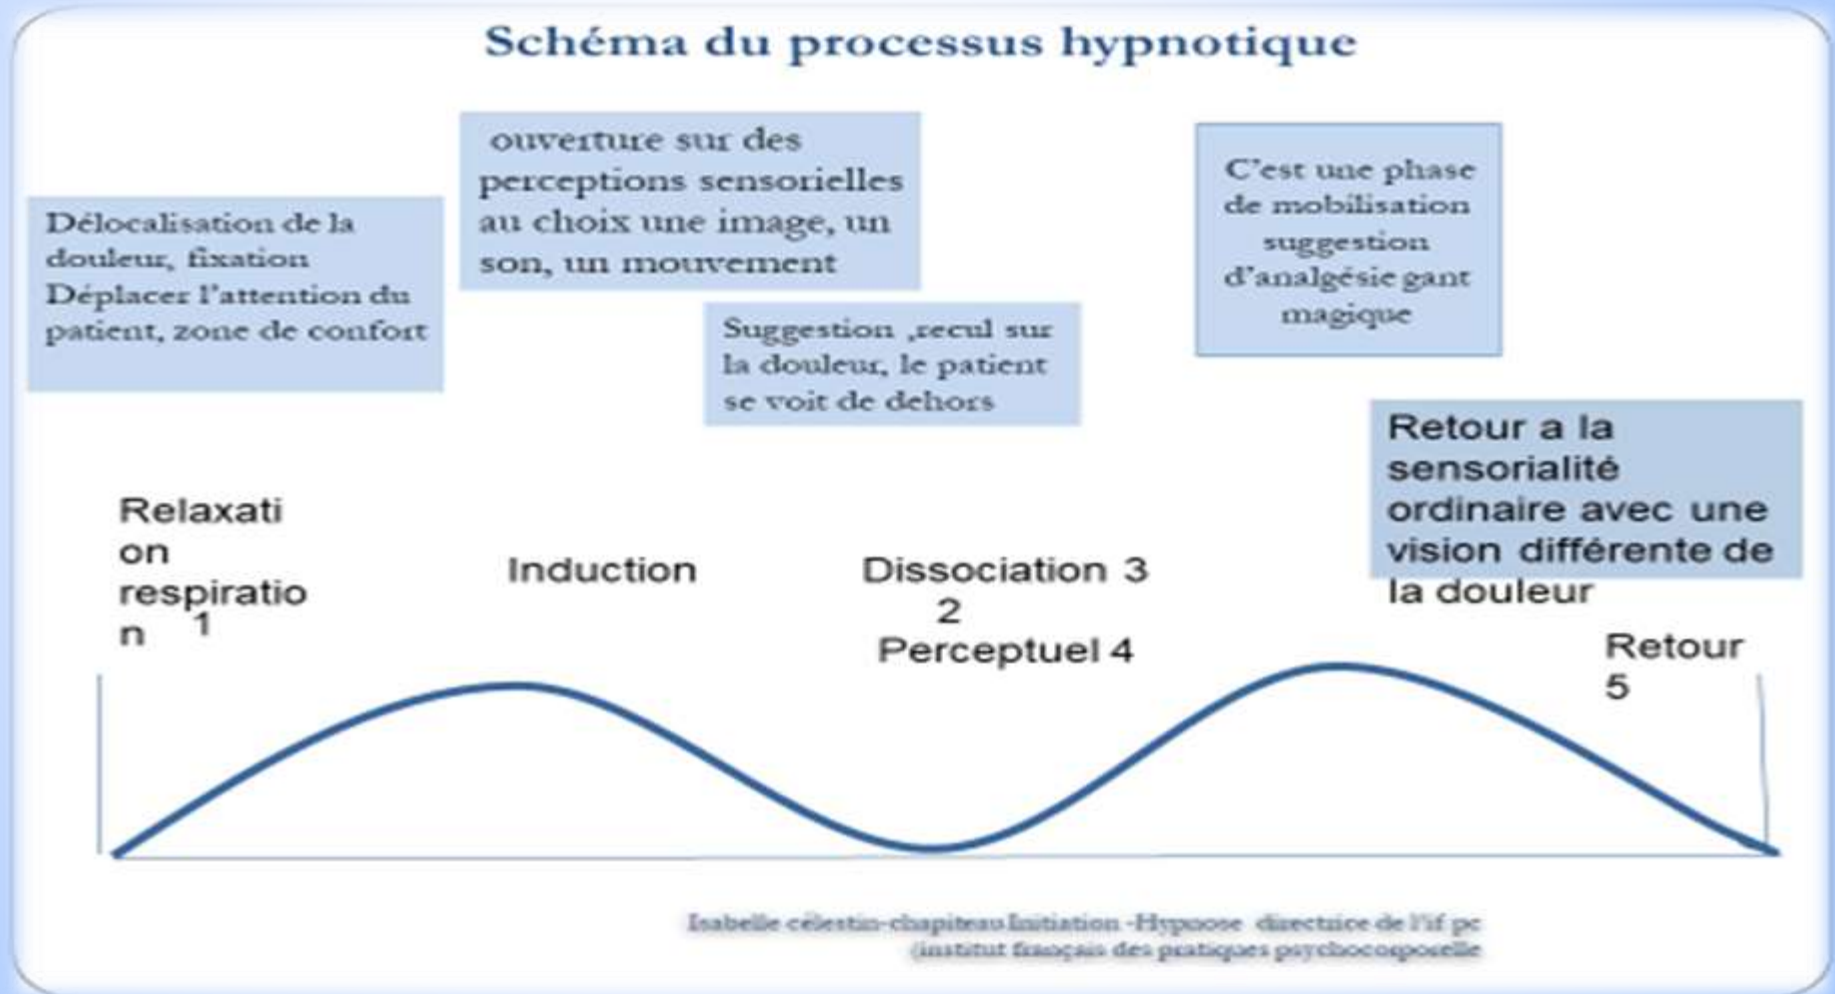 Schéma du processus hypnotique
Délocalisation de la
douleur, fixation
Déplacer l'attention du
patient, zone de confort
ouverture sur des
perceptions sensorielles
au choix une image, un
son, un mouvement
Suggestion ,recul sur
la douleur, le patient
se voit de dehors
C'est une phase
de mobilisation
suggestion
d'analgésie gant
magique
Retour a la
sensorialité
ordinaire avec une
vision différente de
la douleur
Relaxati
on
respiratio
n 1
Induction
Dissociation 3
2
Perceptuel 4
Retour
5
Isabelle célestin-chapiteau Initiation -Hypnose directrice de l'if pc
(institut français des pratiques psychocorporelle